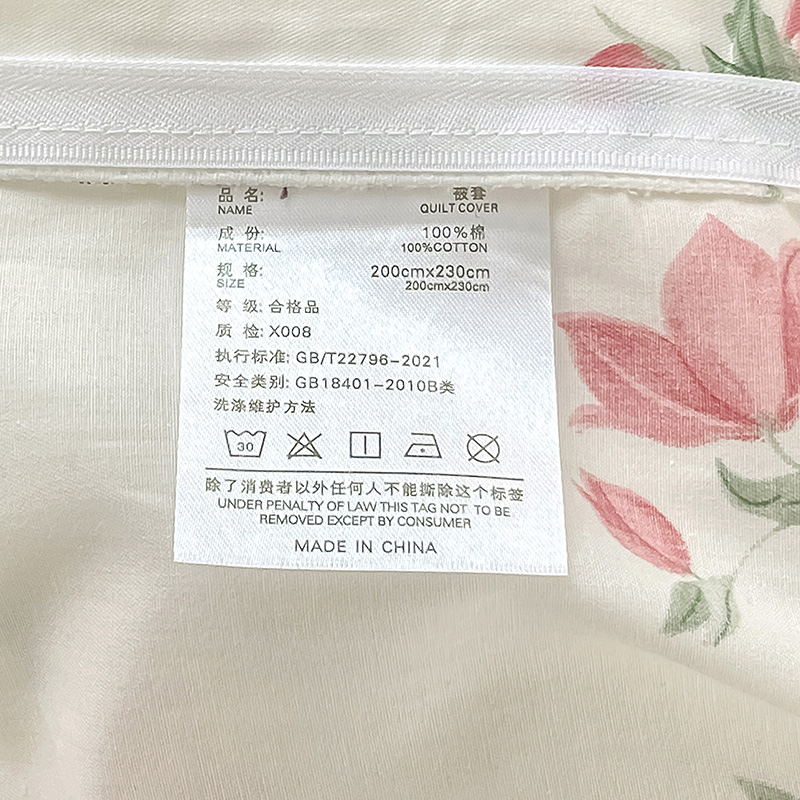 品 名: 被套
NAME QUILT COVER
成 份: 100%棉
MATERIAL 100%COTTON
规 格: 200cmx230cm
SIZE 200cmx230cm
等 级: 合格品
质 检: X008
执行标准: GB/T22796-2021
安全类别: GB18401-2010B类
洗涤维护方法
30
除了消费者以外任何人不能撕除这个标签
UNDER PENALTY OF LAW THIS TAG NOT TO BE
REMOVED EXCEPT BY CONSUMER
MADE IN CHINA